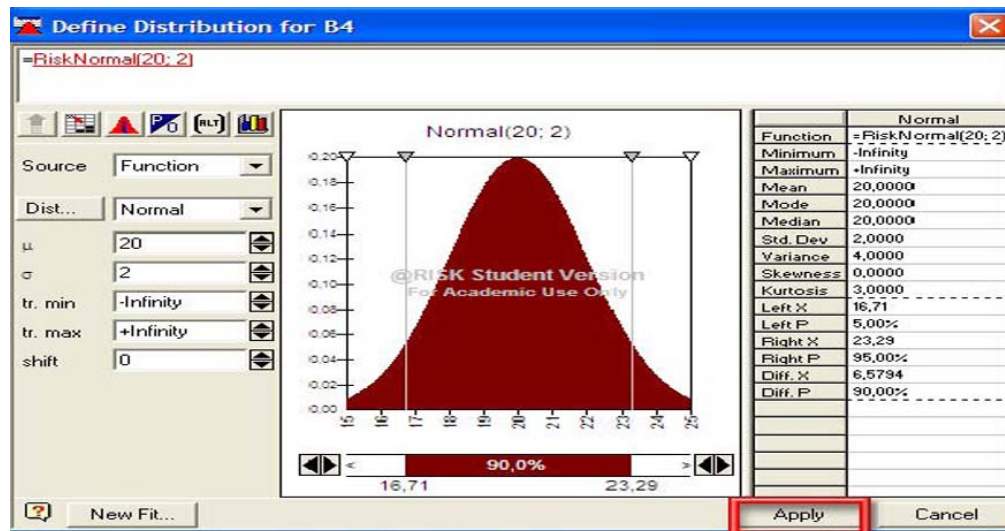 Define Distribution for B4
=RiskNormal(20; 2)
Source Function
Dist... Normal
μ 20
σ 2
tr. min -Infinity
tr. max +Infinity
shift 0
Normal(20; 2)
0.20
0.18
0.16
0.14
0.12
0.10
0.08
0.06
0.04
0.02
0.00
@RISK Student Version
For Academic Use Only
15 16 17 18 19 20 21 22 23 24 25
< 90,0% >
16,71 23,29
Normal
Function =RiskNormal(20; 2)
Minimum -Infinity
Maximum +Infinity
Mean 20,0000
Mode 20,0000
Median 20,0000
Std. Dev 2,0000
Variance 4,0000
Skewness 0,0000
Kurtosis 3,0000
Left X 16,71
Left P 5,00%
Right X 23,29
Right P 95,00%
Diff. X 6,5794
Diff. P 90,00%
New Fit...
Apply
Cancel